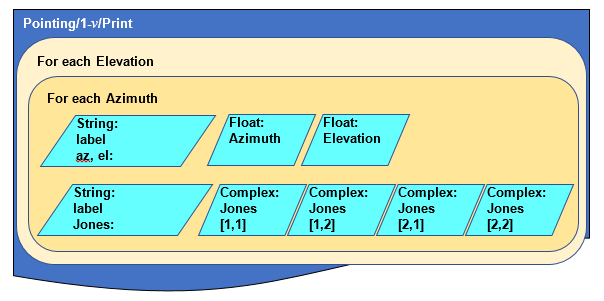 Pointing/1-v/Print
For each Elevation
For each Azimuth
String:
label
az, el:
Float:
Azimuth
Float:
Elevation
String:
label
Jones:
Complex:
Jones
[1,1]
Complex:
Jones
[1,2]
Complex:
Jones
[2,1]
Complex:
Jones
[2,2]